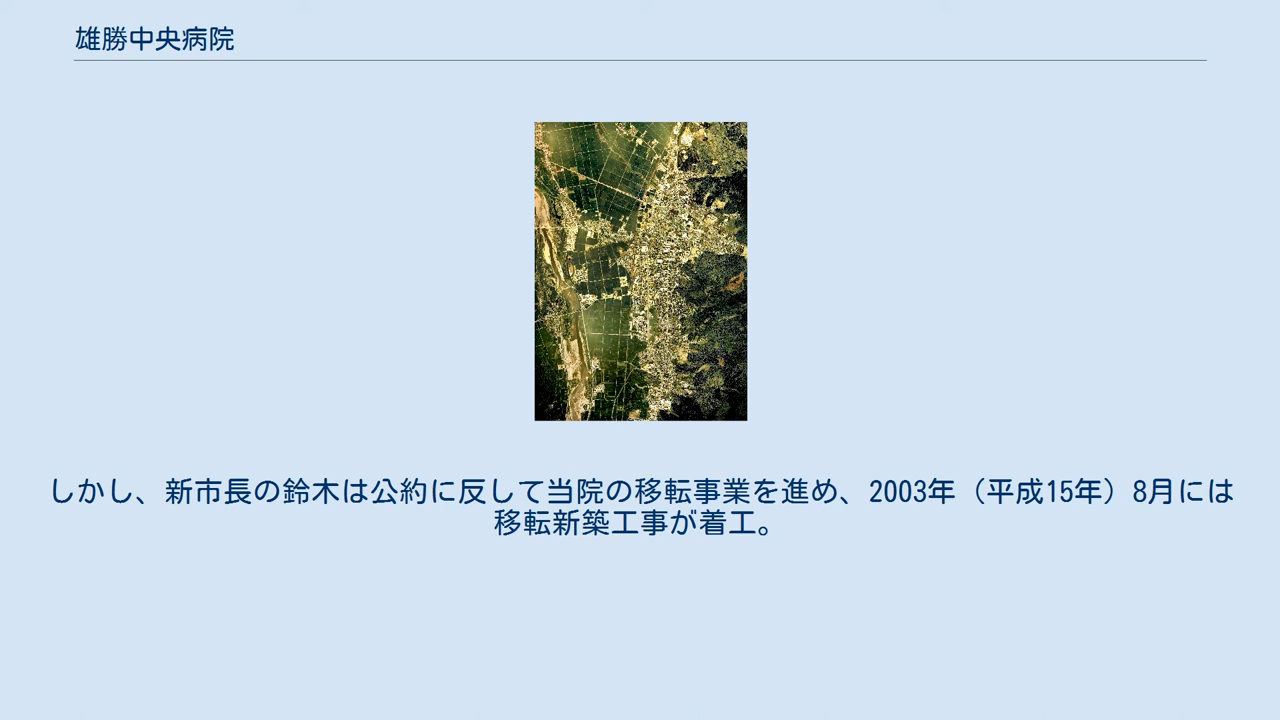 雄勝中央病院
しかし、新市長の鈴木は公約に反して当院の移転事業を進め、2003年（平成15年）8月には
移転新築工事が着工。